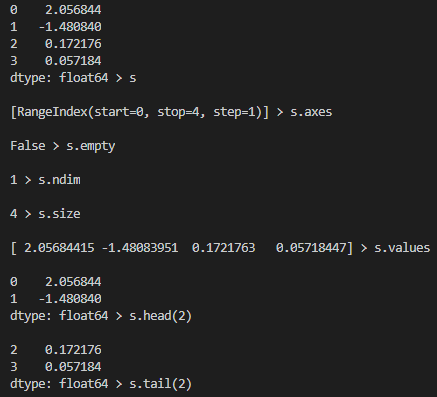 0    2.056844
1   -1.480840
2    0.172176
3    0.057184
dtype: float64 > s
[RangeIndex(start=0, stop=4, step=1)] > s.axes
False > s.empty
1 > s.ndim
4 > s.size
[ 2.05684415 -1.48083951  0.1721763   0.05718447] > s.values
0    2.056844
1   -1.480840
dtype: float64 > s.head(2)
2    0.172176
3    0.057184
dtype: float64 > s.tail(2)